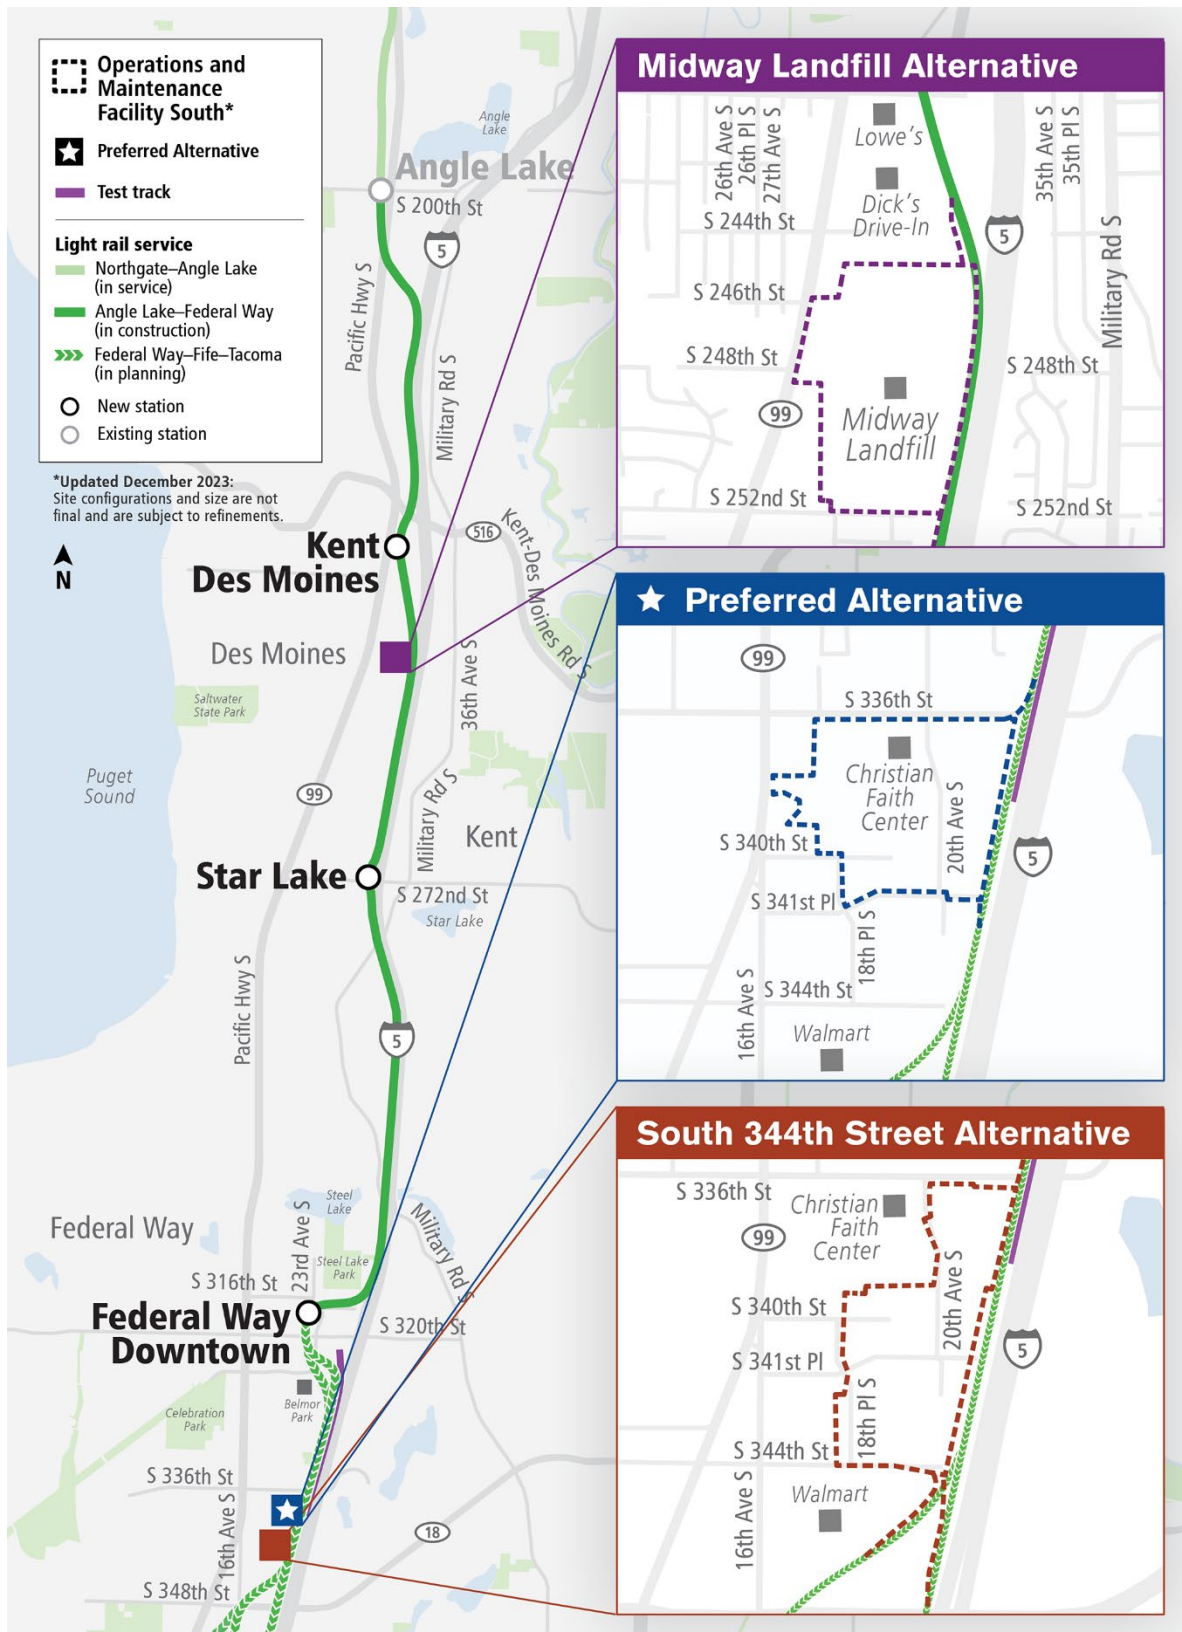 Operations and
Maintenance
Facility South*
Preferred Alternative
Test track
Light rail service
Northgate–Angle Lake
(in service)
Angle Lake–Federal Way
(in construction)
Federal Way–Fife–Tacoma
(in planning)
New station
Existing station
*Updated December 2023:
Site configurations and size are not
final and are subject to refinements.
N
Angle
Lake
Angle Lake
S 200th St
5
Pacific Hwy S
Military Rd S
516
Kent-Des Moines Rd S
Kent
Des Moines
Des Moines
36th Ave S
Saltwater
State Park
Puget
Sound
99
Military Rd S
Kent
Star Lake
S 272nd St
Star Lake
Pacific Hwy S
5
Steel
Lake
Federal Way
23rd Ave S
Steel Lake
Park
Military Rd S
S 316th St
Federal Way
Downtown
S 320th St
Belmor
Park
Celebration
Park
S 336th St
16th Ave S
18
S 348th St
Midway Landfill Alternative
26th Ave S
26th Pl S
27th Ave S
Lowe's
35th Ave S
35th Pl S
Dick's
Drive-In
S 244th St
5
Military Rd S
S 246th St
S 248th St
S 248th St
99
Midway
Landfill
S 252nd St
S 252nd St
Preferred Alternative
99
S 336th St
Christian
Faith
Center
20th Ave S
S 340th St
5
S 341st Pl
18th Pl S
S 344th St
16th Ave S
Walmart
South 344th Street Alternative
S 336th St
Christian
Faith
Center
99
20th Ave S
S 340th St
5
S 341st Pl
18th Pl S
S 344th St
16th Ave S
Walmart